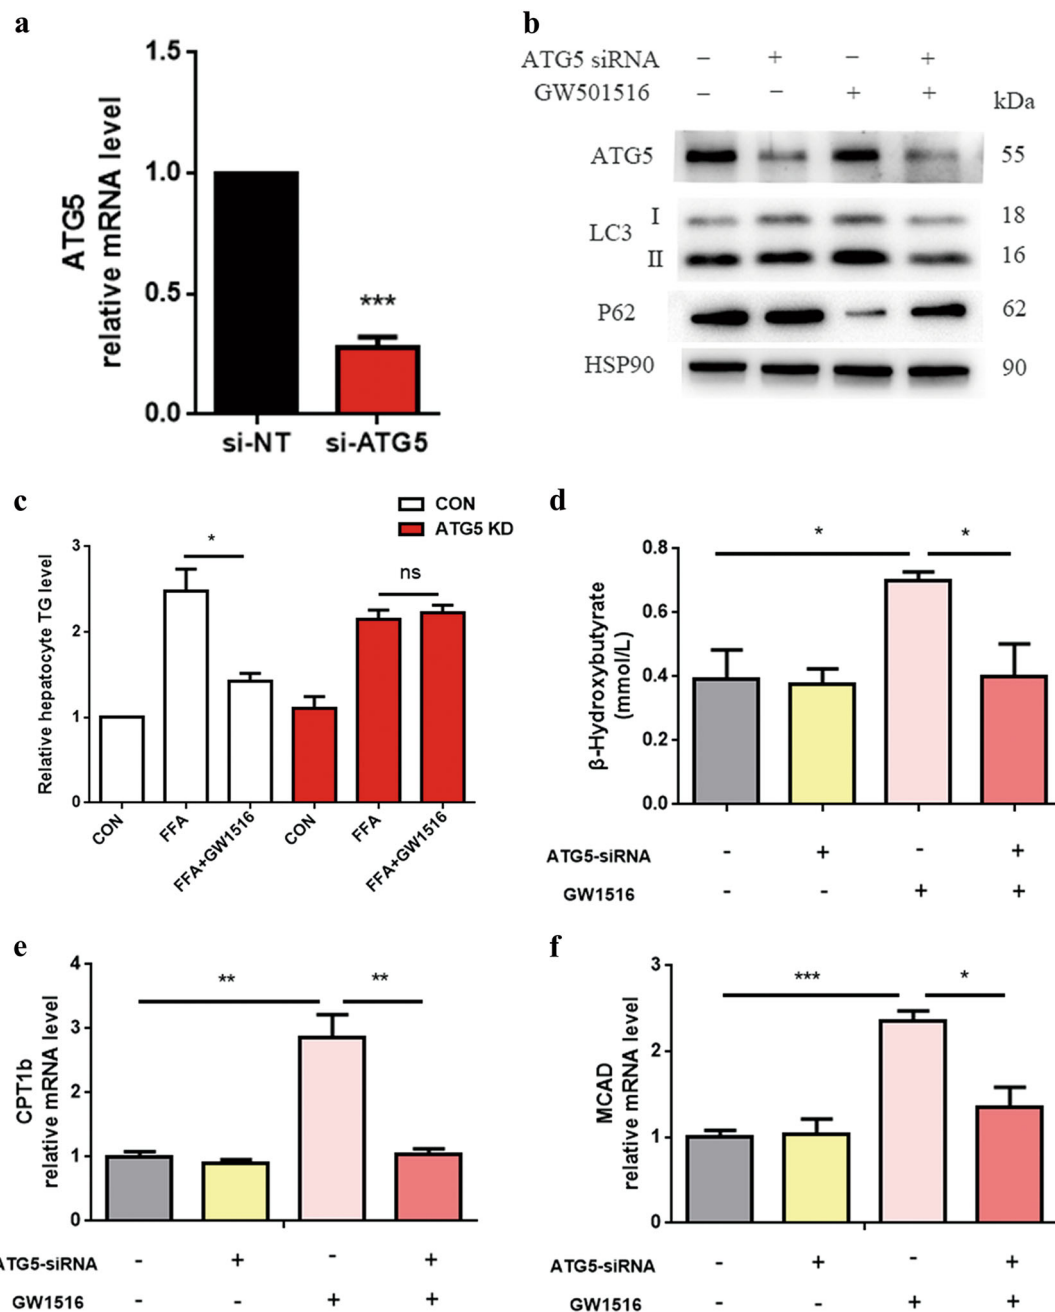 a
ATG5
relative mRNA level
1.5
1.0
0.5
0.0
***
si-NT
si-ATG5
b
ATG5 siRNA – + – +
GW501516 – – + +
kDa
ATG5 55
LC3
I 18
II 16
P62 62
HSP90 90
c
CON
ATG5 KD
Relative hepatocyte TG level
3
2
1
0
*
ns
CON
FFA
FFA+GW1516
CON
FFA
FFA+GW1516
d
β-Hydroxybutyrate
(mmol/L)
0.8
0.6
0.4
0.2
0.0
*
*
ATG5-siRNA - + - +
GW1516 - - + +
e
CPT1b
relative mRNA level
4
3
2
1
0
**
**
ATG5-siRNA - + - +
GW1516 - - + +
f
MCAD
relative mRNA level
3
2
1
0
***
*
ATG5-siRNA - + - +
GW1516 - - + +